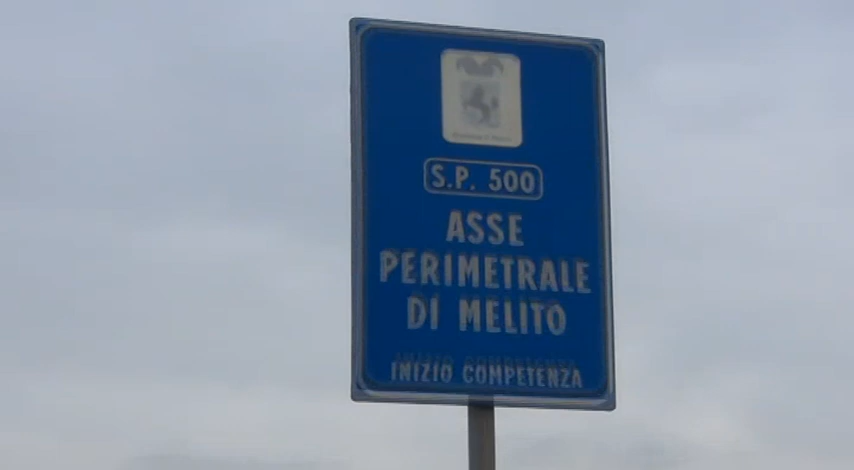 S.P. 500
ASSE
PERIMETRALE
DI MELITO
INIZIO COMPETENZA